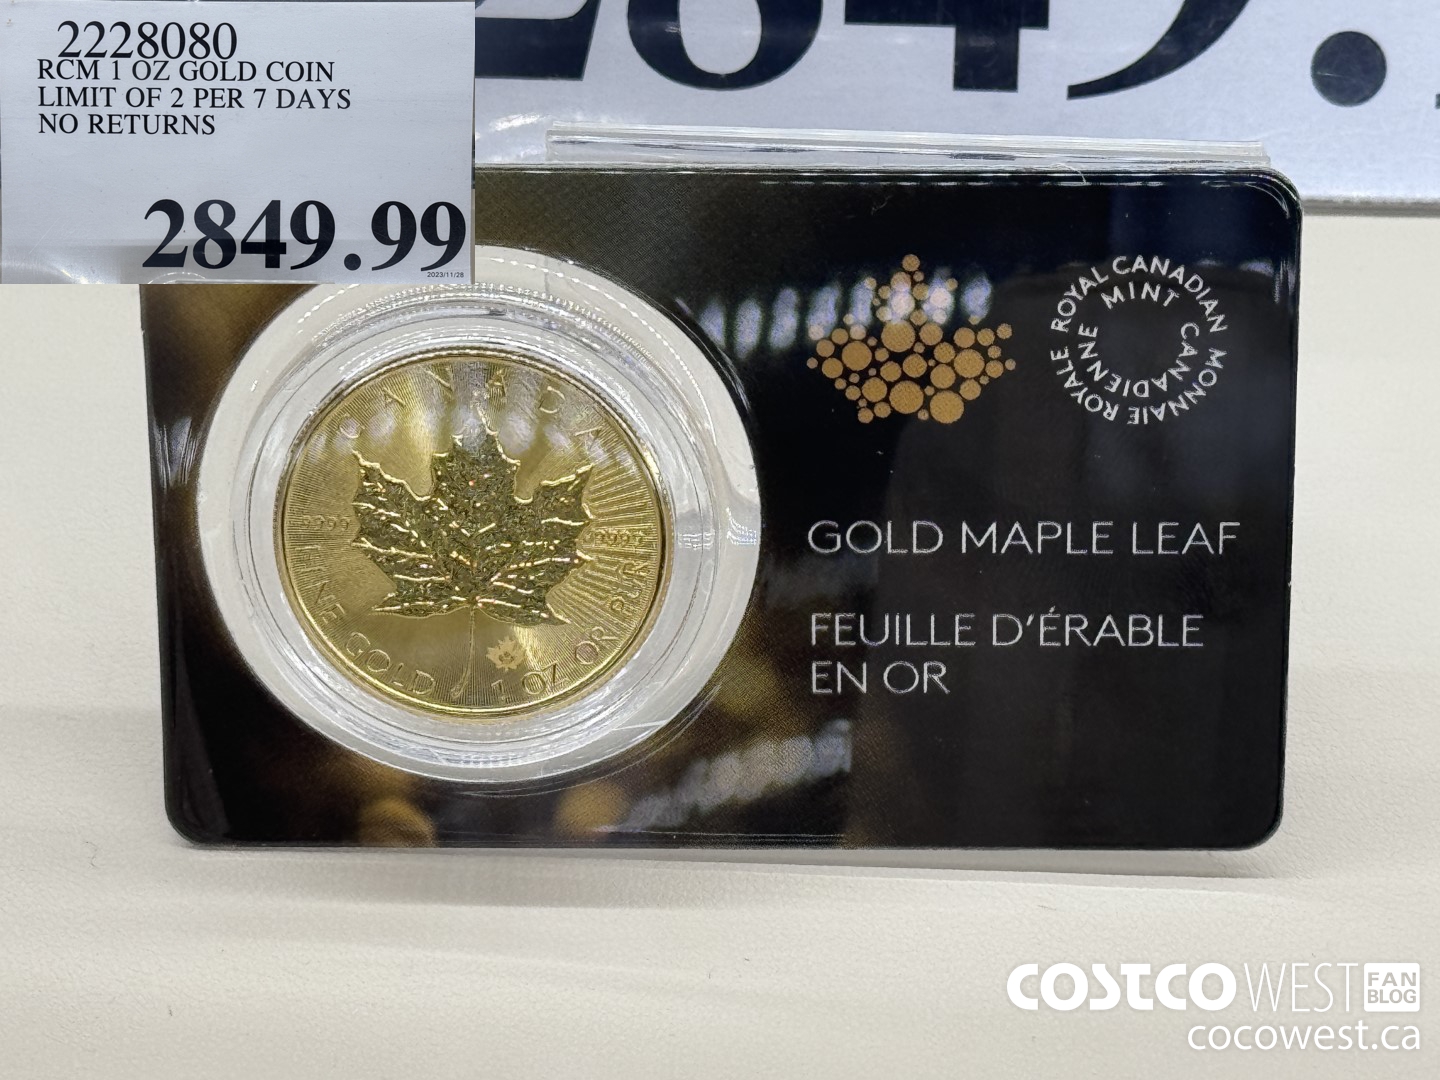 2228080
RCM 1 OZ GOLD COIN
LIMIT OF 2 PER 7 DAYS
NO RETURNS
2849.99
2023/11/28
2849.
CANADA
9999
9999
FINE GOLD 1 OZ OR PUR
ROYAL CANADIAN MINT
MONNAIE ROYALE CANADIENNE
GOLD MAPLE LEAF
FEUILLE D'ÉRABLE
EN OR
COSTCO WEST FAN BLOG
cocowest.ca